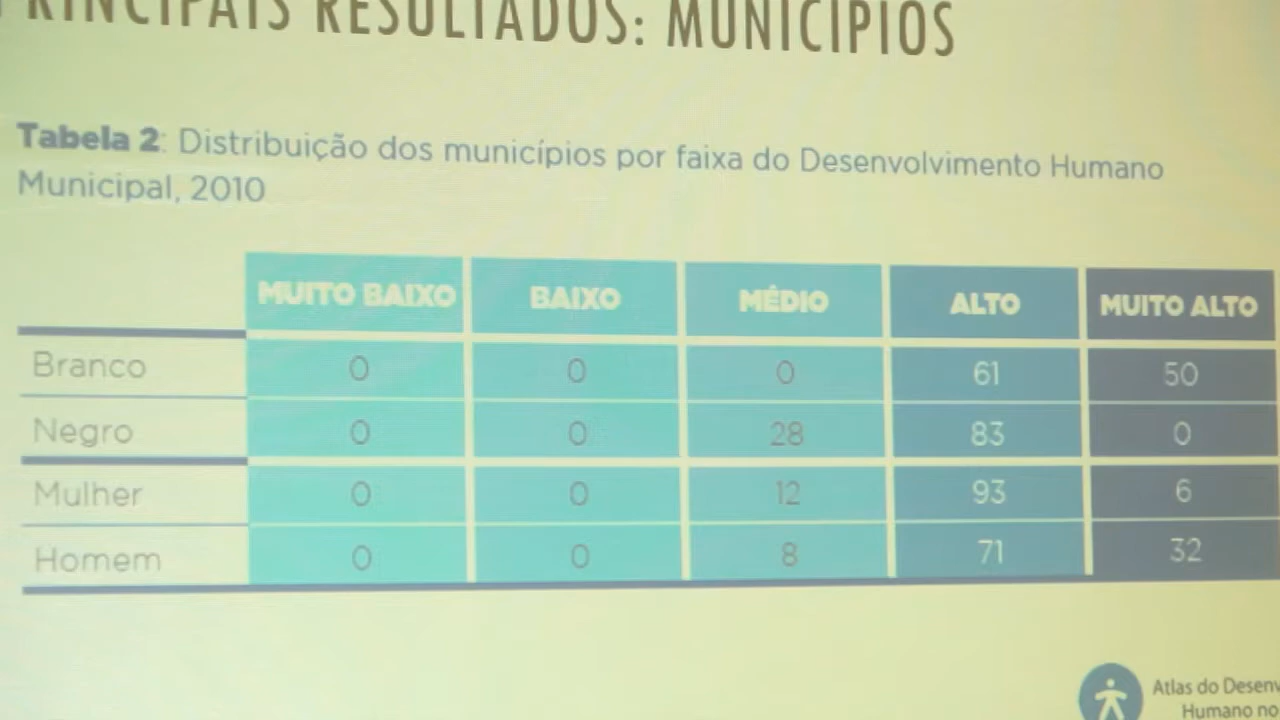 PRINCIPAIS RESULTADOS: MUNICÍPIOS
Tabela 2: Distribuição dos municípios por faixa do Desenvolvimento Humano
Municipal, 2010
MUITO BAIXO BAIXO MÉDIO ALTO MUITO ALTO
Branco 0 0 0 61 50
Negro 0 0 28 83 0
Mulher 0 0 12 93 6
Homem 0 0 8 71 32
Atlas do Desenv
Humano no